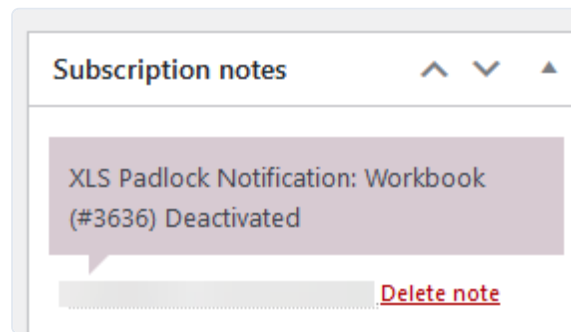 Subscription notes
XLS Padlock Notification: Workbook
(#3636) Deactivated
Delete note